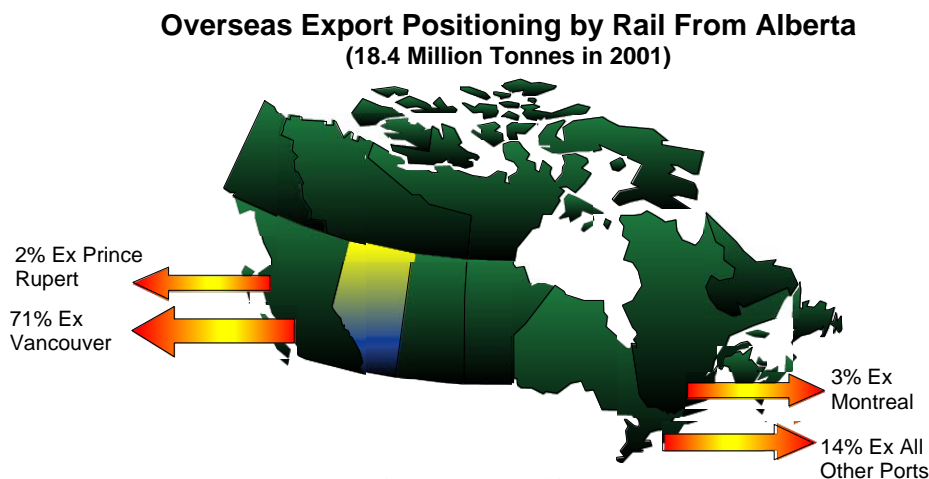 Overseas Export Positioning by Rail From Alberta
(18.4 Million Tonnes in 2001)
2% Ex Prince
Rupert
71% Ex
Vancouver
3% Ex
Montreal
14% Ex All
Other Ports